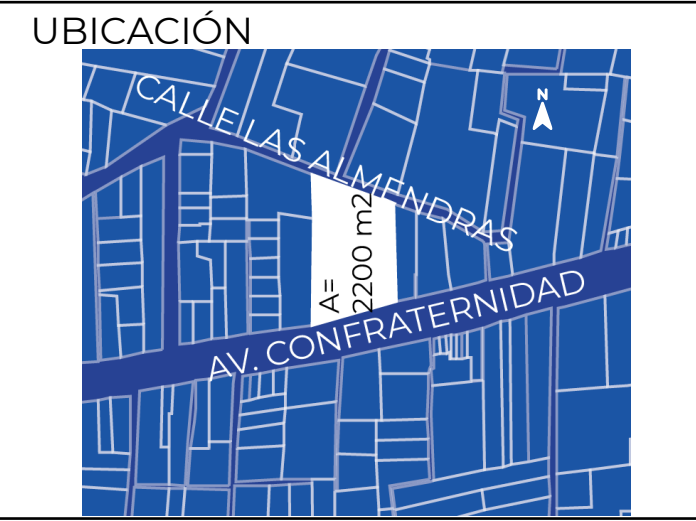 UBICACIÓN
N
CALLE LAS ALMENDRAS
A=
2200 m2
AV. CONFRATERNIDAD